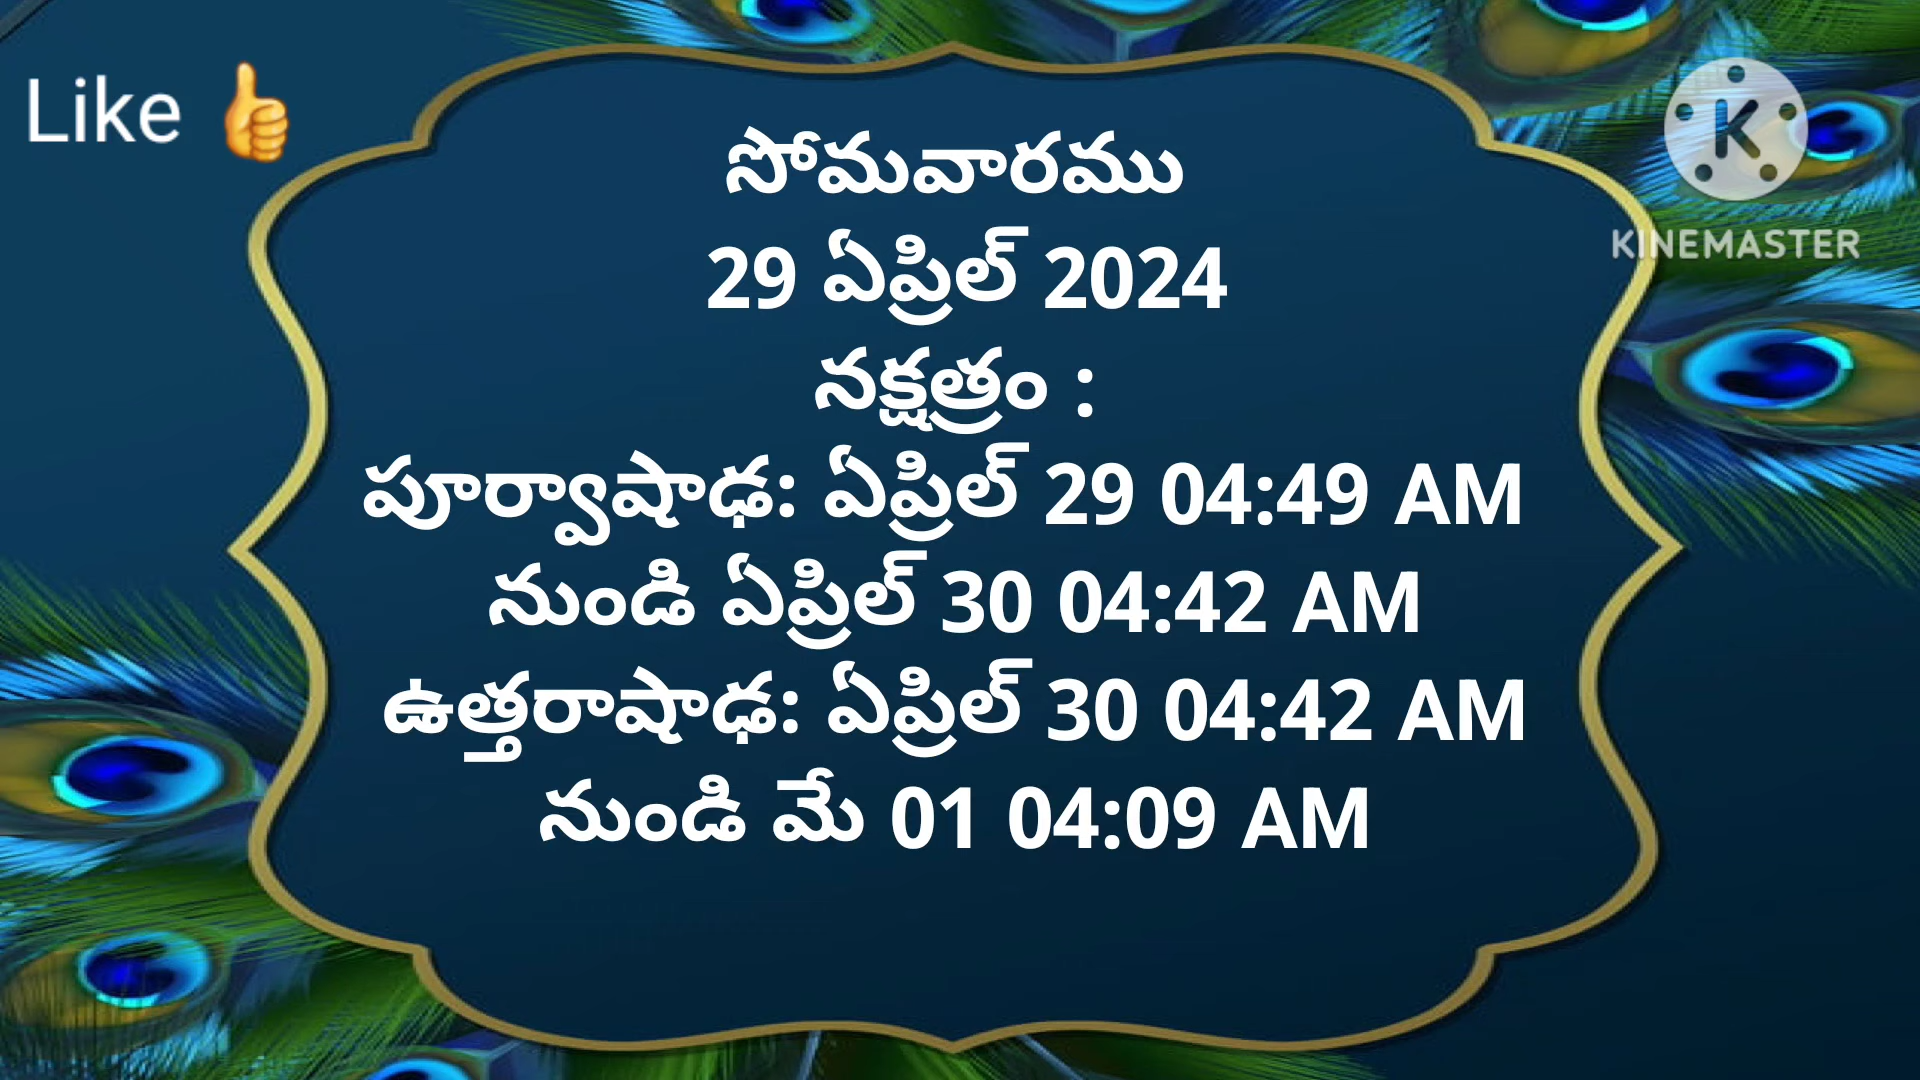 Like 👍
KINEMASTER
సోమవారము
29 ఏప్రిల్ 2024
నక్షత్రం :
పూర్వాషాఢ: ఏప్రిల్ 29 04:49 AM
నుండి ఏప్రిల్ 30 04:42 AM
ఉత్తరాషాఢ: ఏప్రిల్ 30 04:42 AM
నుండి మే 01 04:09 AM